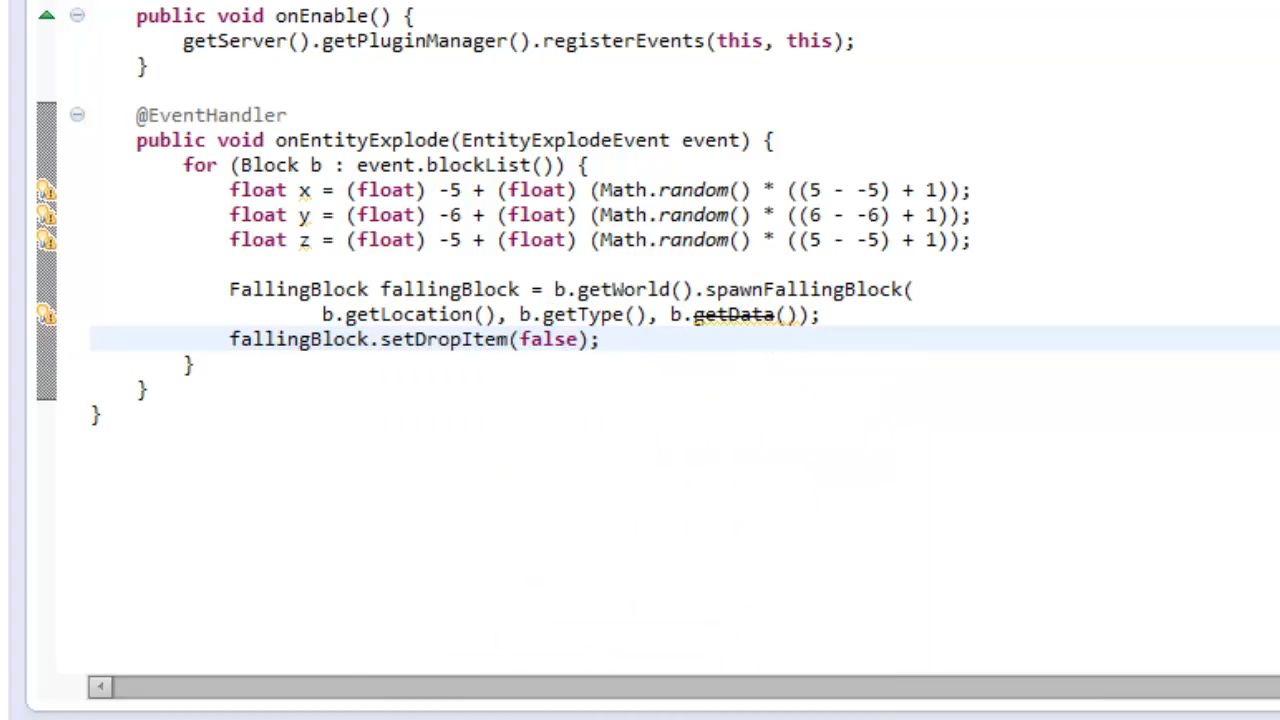 public void onEnable() {
getServer().getPluginManager().registerEvents(this, this);
}
@EventHandler
public void onEntityExplode(EntityExplodeEvent event) {
for (Block b : event.blockList()) {
float x = (float) -5 + (float) (Math.random() * ((5 - -5) + 1));
float y = (float) -6 + (float) (Math.random() * ((6 - -6) + 1));
float z = (float) -5 + (float) (Math.random() * ((5 - -5) + 1));
FallingBlock fallingBlock = b.getWorld().spawnFallingBlock(
b.getLocation(), b.getType(), b.getData());
fallingBlock.setDropItem(false);
}
}
}